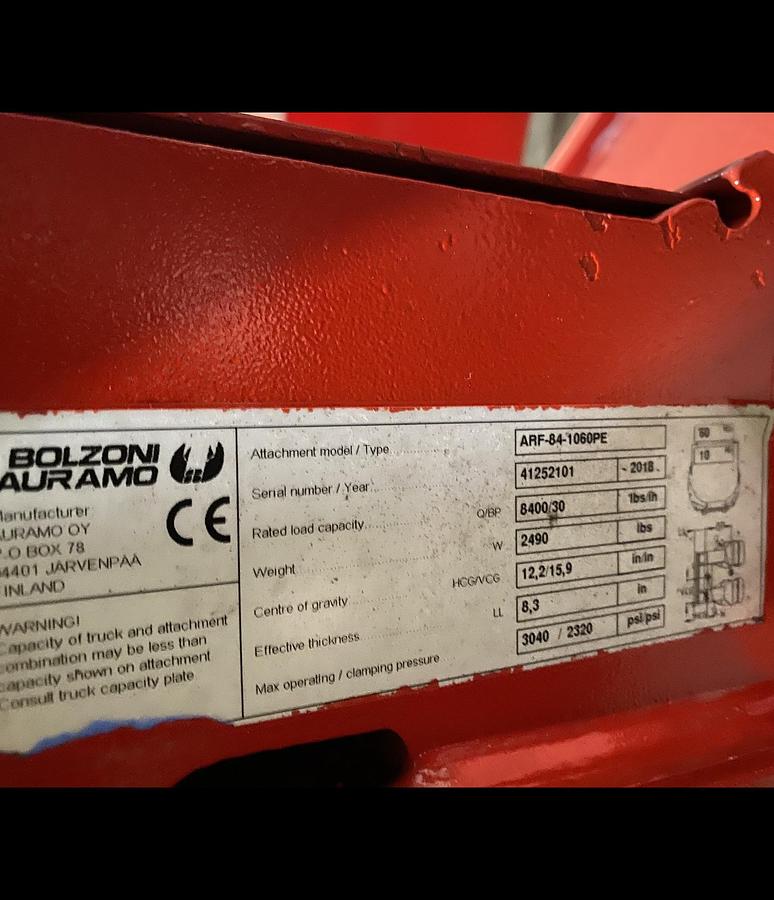 BOLZONI
AURAMO
Manufacturer
AURAMO OY
P.O BOX 78
04401 JÄRVENPÄÄ
FINLAND
CE
WARNING!
Capacity of truck and attachment
combination may be less than
capacity shown on attachment
Consult truck capacity plate
Attachment model / Type ARF-84-1060PE
Serial number / Year 41252101 - 2018
Rated load capacity Q/BP 8400/30 lbs/in
Weight W 2490 lbs
Centre of gravity HCG/VCG 12,2/15,9 in/in
Effective thickness LL 8,3 in
Max operating / clamping pressure 3040 / 2320 psi/psi
60
10